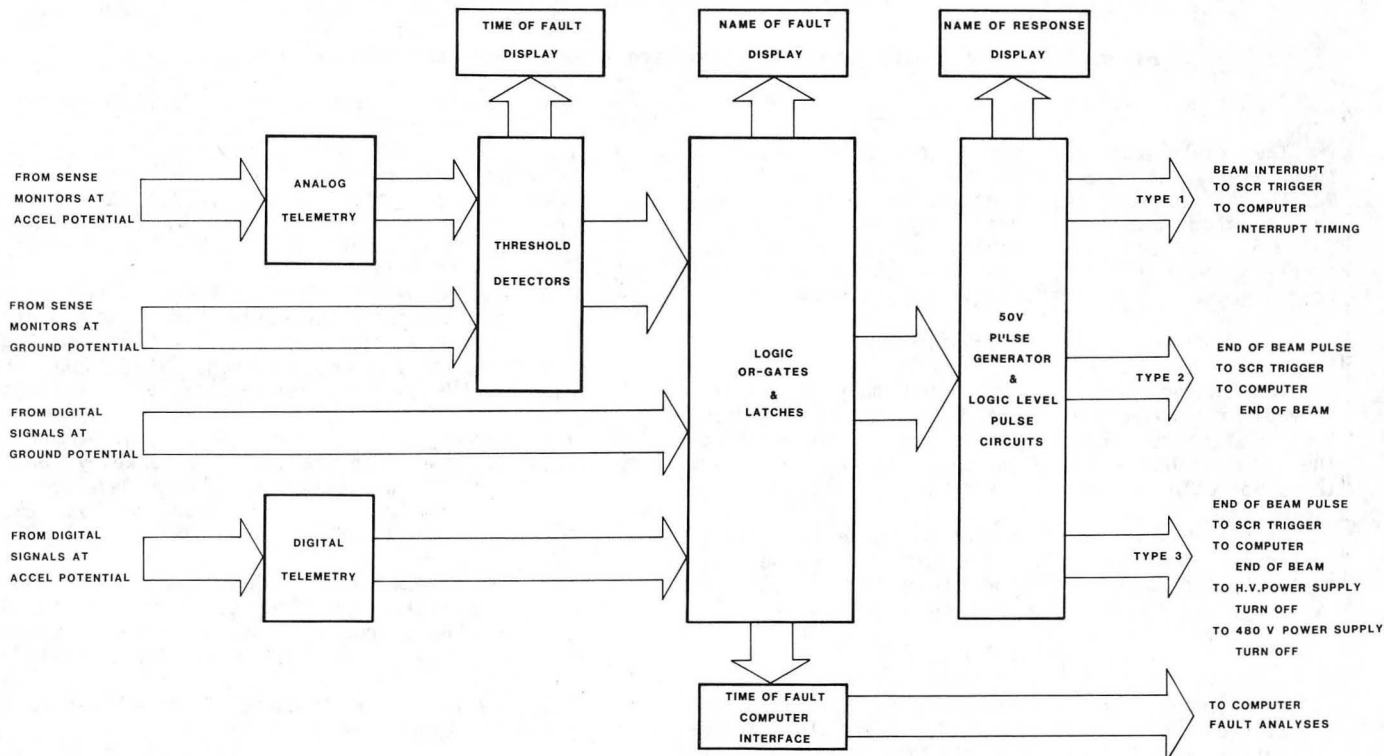 TIME OF FAULT
DISPLAY
NAME OF FAULT
DISPLAY
NAME OF RESPONSE
DISPLAY
FROM SENSE
MONITORS AT
ACCEL POTENTIAL
ANALOG
TELEMETRY
THRESHOLD
DETECTORS
FROM SENSE
MONITORS AT
GROUND POTENTIAL
FROM DIGITAL
SIGNALS AT
GROUND POTENTIAL
FROM DIGITAL
SIGNALS AT
ACCEL POTENTIAL
DIGITAL
TELEMETRY
LOGIC
OR-GATES
&
LATCHES
50V
PULSE
GENERATOR
&
LOGIC LEVEL
PULSE
CIRCUITS
TYPE 1
BEAM INTERRUPT
TO SCR TRIGGER
TO COMPUTER
INTERRUPT TIMING
TYPE 2
END OF BEAM PULSE
TO SCR TRIGGER
TO COMPUTER
END OF BEAM
TYPE 3
END OF BEAM PULSE
TO SCR TRIGGER
TO COMPUTER
END OF BEAM
TO H.V.POWER SUPPLY
TURN OFF
TO 480 V POWER SUPPLY
TURN OFF
TIME OF FAULT
COMPUTER
INTERFACE
TO COMPUTER
FAULT ANALYSES